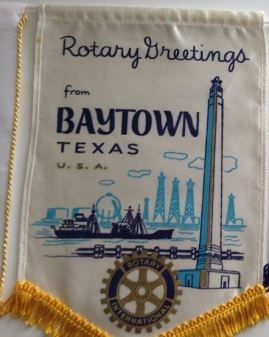 Rotary Greetings
from
BAYTOWN
TEXAS
U. S. A.
ROTARY
INTERNATIONAL